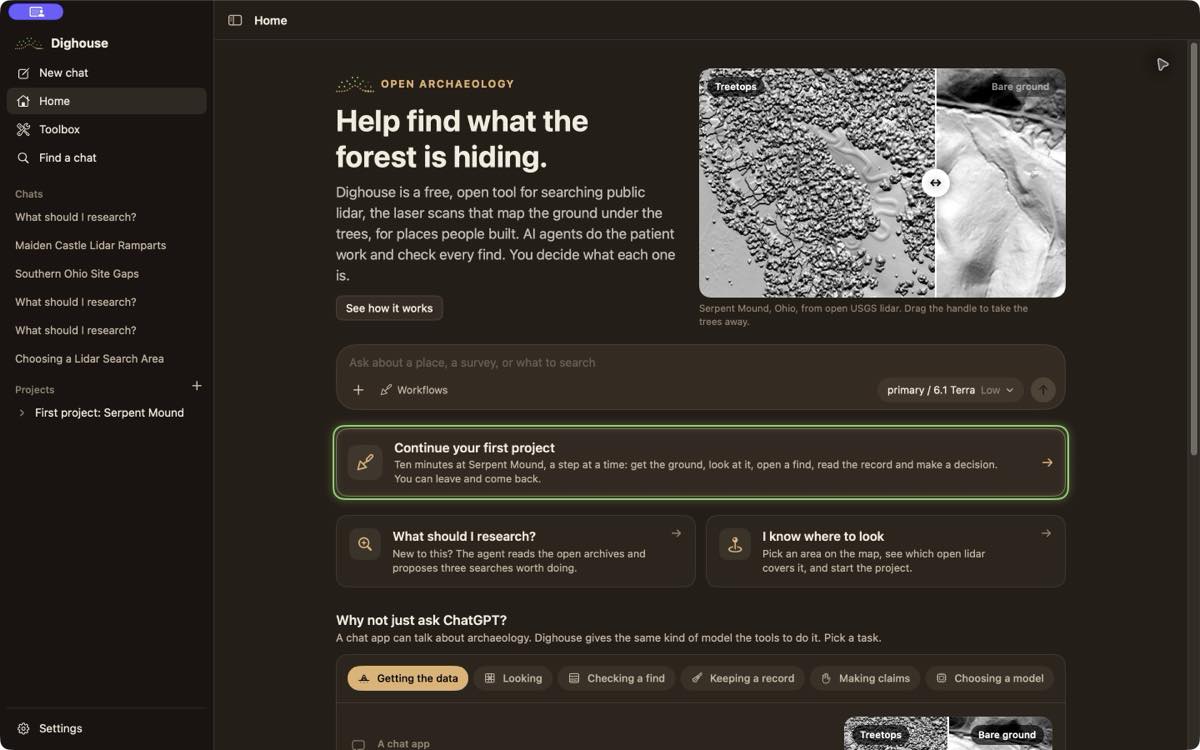 Dighouse
New chat
Home
Toolbox
Find a chat
Chats
What should I research?
Maiden Castle Lidar Ramparts
Southern Ohio Site Gaps
What should I research?
What should I research?
Choosing a Lidar Search Area
Projects
First project: Serpent Mound
Settings
Home
OPEN ARCHAEOLOGY
Help find what the
forest is hiding.
Dighouse is a free, open tool for searching public
lidar, the laser scans that map the ground under the
trees, for places people built. AI agents do the patient
work and check every find. You decide what each one
is.
See how it works
Treetops
Bare ground
Serpent Mound, Ohio, from open USGS lidar. Drag the handle to take the
trees away.
Ask about a place, a survey, or what to search
Workflows
primary / 6.1 Terra Low
Continue your first project
Ten minutes at Serpent Mound, a step at a time: get the ground, look at it, open a find, read the record and make a decision.
You can leave and come back.
What should I research?
New to this? The agent reads the open archives and
proposes three searches worth doing.
I know where to look
Pick an area on the map, see which open lidar
covers it, and start the project.
Why not just ask ChatGPT?
A chat app can talk about archaeology. Dighouse gives the same kind of model the tools to do it. Pick a task.
Getting the data
Looking
Checking a find
Keeping a record
Making claims
Choosing a model
A chat app
Treetops
Bare ground